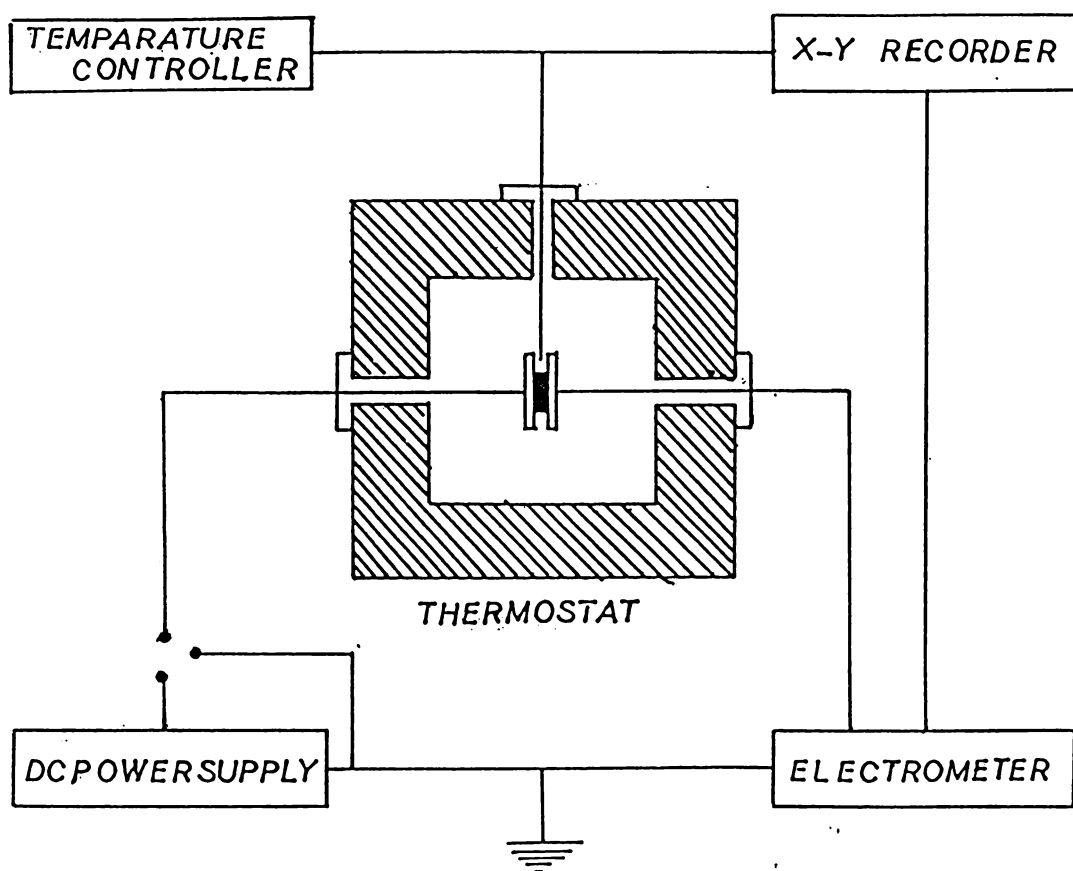 TEMPARATURE
CONTROLLER
X-Y RECORDER
THERMOSTAT
DC POWER SUPPLY
ELECTROMETER